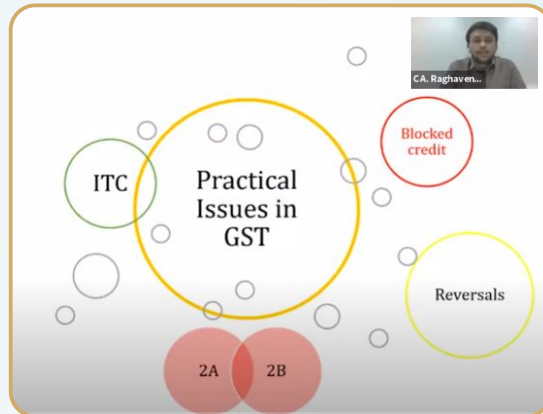 CA. Raghaven...
Blocked
credit
ITC
Practical
Issues in
GST
Reversals
2A
2B